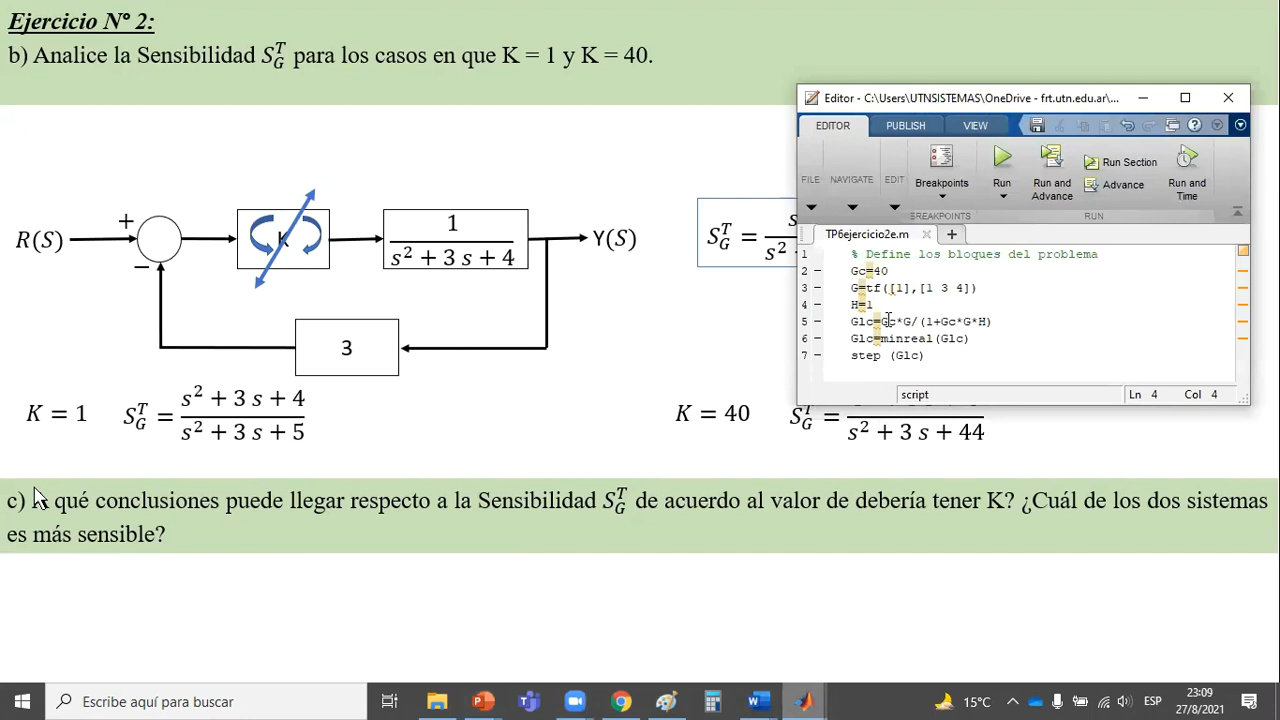 Ejercicio N° 2:
b) Analice la Sensibilidad S_G^T para los casos en que K = 1 y K = 40.
Editor - C:\Users\UTNSISTEMAS\OneDrive - frt.utn.edu.ar\...
EDITOR PUBLISH VIEW
FILE NAVIGATE EDIT Breakpoints Run Run and Advance Run Section Advance Run and Time
BREAKPOINTS RUN
TP6ejercicio2e.m
1 % Define los bloques del problema
2 Gc=40
3 G=tf([1],[1 3 4])
4 H=1
5 Glc=Gc*G/(1+Gc*G*H)
6 Glc=minreal(Glc)
7 step (Glc)
script Ln 4 Col 4
R(S) + − K
1
s² + 3 s + 4
Y(S)
3
S_G^T = s
s²
K = 1 S_G^T = s² + 3 s + 4
s² + 3 s + 5
K = 40 S_G^T =
s² + 3 s + 44
c) A qué conclusiones puede llegar respecto a la Sensibilidad S_G^T de acuerdo al valor de debería tener K? ¿Cuál de los dos sistemas
es más sensible?
Escribe aquí para buscar
15°C ESP 23:09
27/8/2021